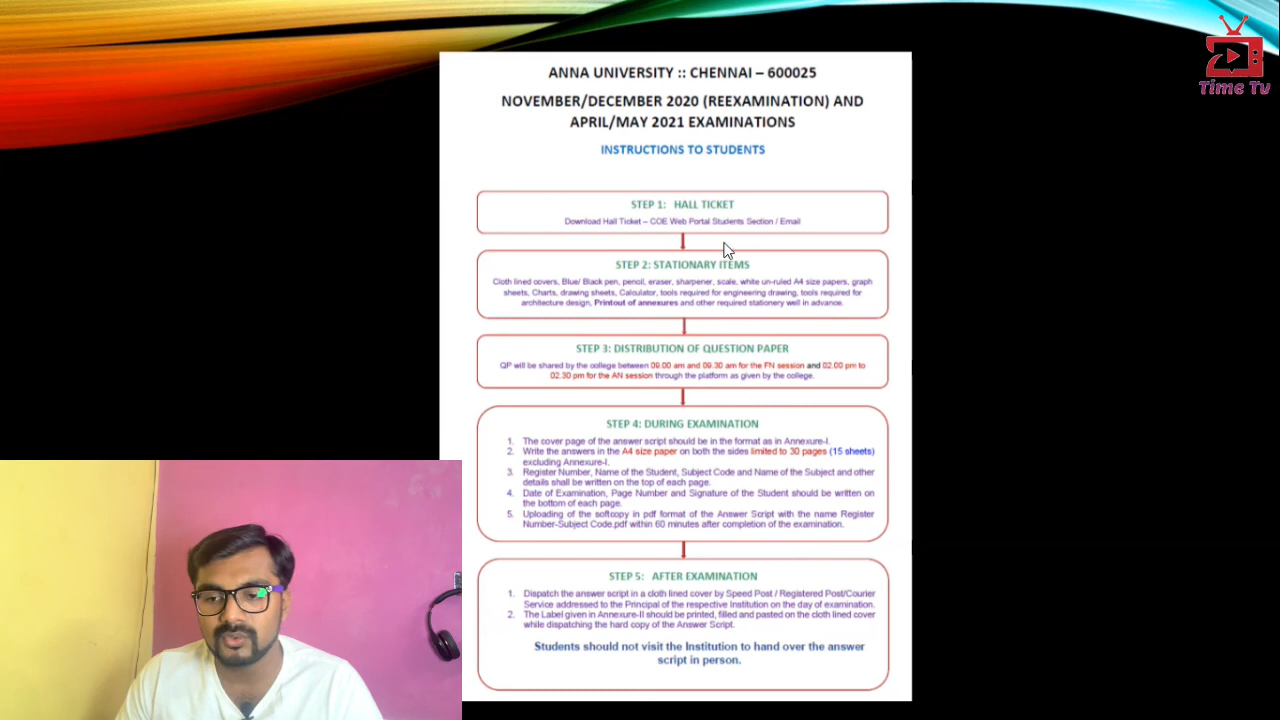 Time Tv
ANNA UNIVERSITY :: CHENNAI – 600025
NOVEMBER/DECEMBER 2020 (REEXAMINATION) AND
APRIL/MAY 2021 EXAMINATIONS
INSTRUCTIONS TO STUDENTS
STEP 1: HALL TICKET
Download Hall Ticket – COE Web Portal Students Section / Email
STEP 2: STATIONARY ITEMS
Cloth lined covers, Blue/ Black pen, pencil, eraser, sharpener, scale, white un-ruled A4 size papers, graph
sheets, Charts, drawing sheets, Calculator, tools required for engineering drawing, tools required for
architecture design, Printout of annexures and other required stationery well in advance.
STEP 3: DISTRIBUTION OF QUESTION PAPER
QP will be shared by the college between 09.00 am and 09.30 am for the FN session and 02.00 pm to
02.30 pm for the AN session through the platform as given by the college.
STEP 4: DURING EXAMINATION
1. The cover page of the answer script should be in the format as in Annexure-I.
2. Write the answers in the A4 size paper on both the sides limited to 30 pages (15 sheets)
excluding Annexure-I.
3. Register Number, Name of the Student, Subject Code and Name of the Subject and other
details shall be written on the top of each page.
4. Date of Examination, Page Number and Signature of the Student should be written on
the bottom of each page.
5. Uploading of the softcopy in pdf format of the Answer Script with the name Register
Number-Subject Code.pdf within 60 minutes after completion of the examination.
STEP 5: AFTER EXAMINATION
1. Dispatch the answer script in a cloth lined cover by Speed Post / Registered Post/Courier
Service addressed to the Principal of the respective Institution on the day of examination.
2. The Label given in Annexure-II should be printed, filled and pasted on the cloth lined cover
while dispatching the hard copy of the Answer Script.
Students should not visit the Institution to hand over the answer
script in person.